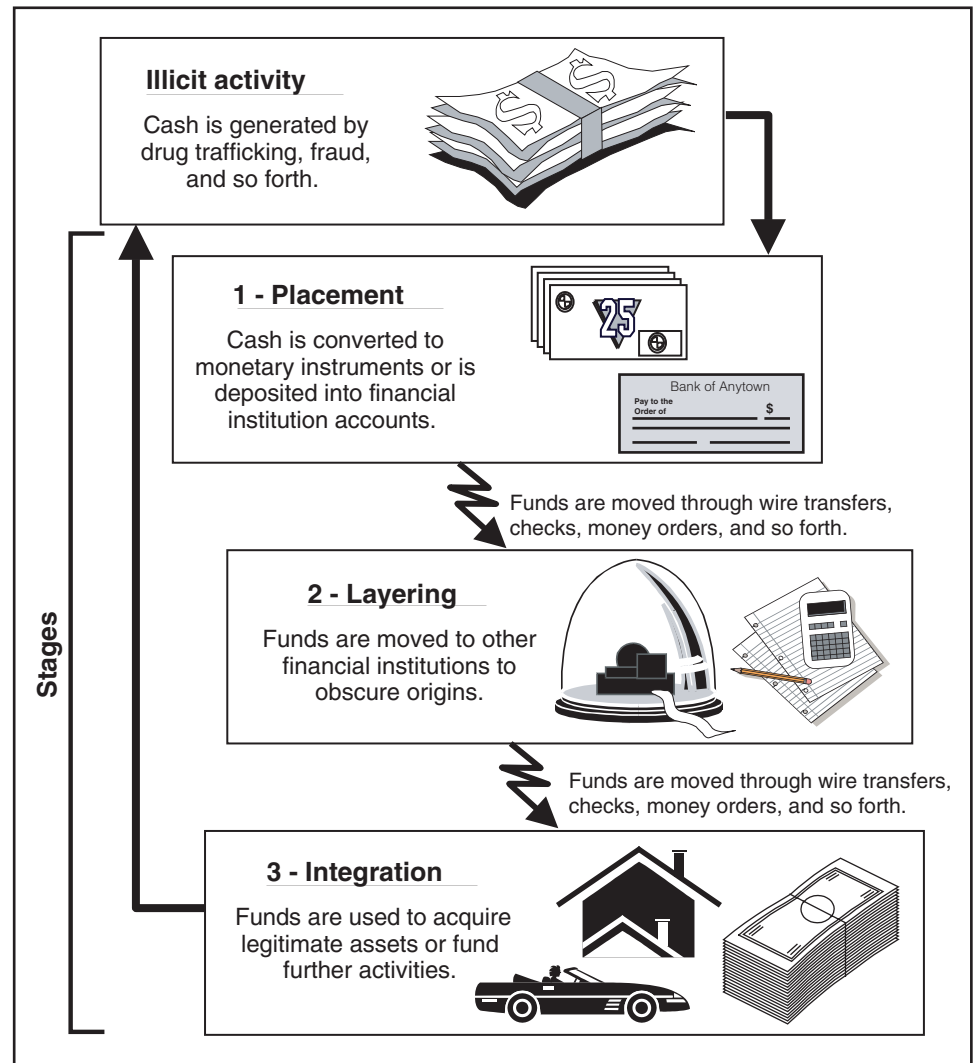 Illicit activity
Cash is generated by
drug trafficking, fraud,
and so forth.
1 - Placement
Cash is converted to
monetary instruments or is
deposited into financial
institution accounts.
25
Bank of Anytown
Pay to the
Order of
$
Funds are moved through wire transfers,
checks, money orders, and so forth.
2 - Layering
Funds are moved to other
financial institutions to
obscure origins.
Funds are moved through wire transfers,
checks, money orders, and so forth.
3 - Integration
Funds are used to acquire
legitimate assets or fund
further activities.
Stages